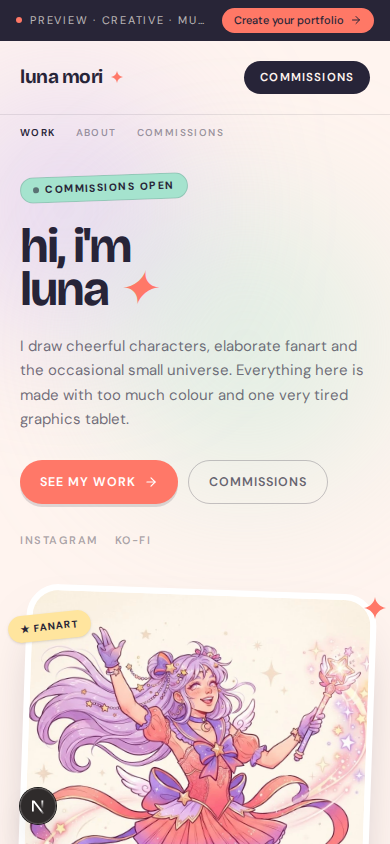 PREVIEW · CREATIVE · MU…
Create your portfolio →
luna mori ✦
COMMISSIONS
WORK ABOUT COMMISSIONS
COMMISSIONS OPEN
hi, i'm
luna ✦
I draw cheerful characters, elaborate fanart and
the occasional small universe. Everything here is
made with too much colour and one very tired
graphics tablet.
SEE MY WORK →
COMMISSIONS
INSTAGRAM KO-FI
★ FANART
N